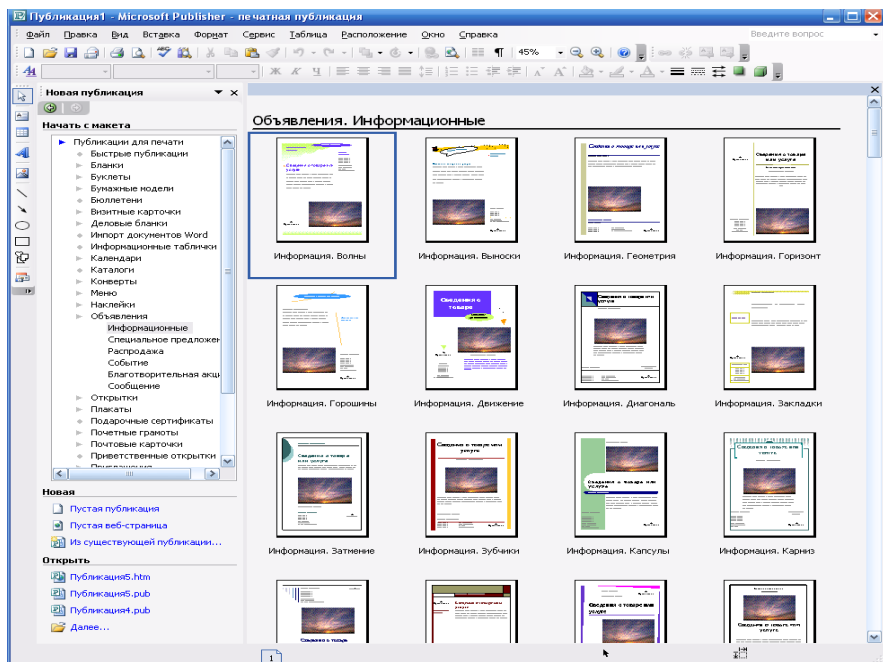 Публикация1 - Microsoft Publisher - печатная публикация
Файл Правка Вид Вставка Формат Сервис Таблица Расположение Окно Справка
Введите вопрос
45%
Ж К Ч
Новая публикация
Начать с макета
Публикации для печати
Быстрые публикации
Бланки
Буклеты
Бумажные модели
Бюллетени
Визитные карточки
Деловые бланки
Импорт документов Word
Информационные таблички
Календари
Каталоги
Конверты
Меню
Наклейки
Объявления
Информационные
Специальное предложен
Распродажа
Событие
Благотворительная акц
Сообщение
Открытки
Плакаты
Подарочные сертификаты
Почетные грамоты
Почтовые карточки
Приветственные открытки
Приглашения
Новая
Пустая публикация
Пустая веб-страница
Из существующей публикации...
Открыть
Публикация5.htm
Публикация5.pub
Публикация4.pub
Далее...
Объявления. Информационные
Информация. Волны
Информация. Выноски
Информация. Геометрия
Информация. Горизонт
Информация. Горошины
Информация. Движение
Информация. Диагональ
Информация. Закладки
Информация. Затмение
Информация. Зубчики
Информация. Капсулы
Информация. Карниз
1